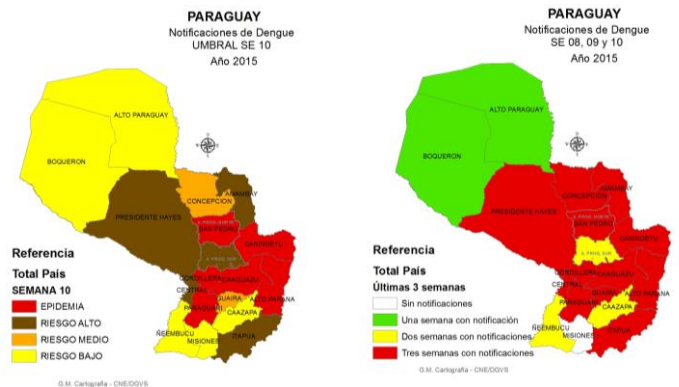 PARAGUAY
Notificaciones de Dengue
UMBRAL SE 10
Año 2015
ALTO PARAGUAY
BOQUERON
CONCEPCION
AMAMBAY
PRESIDENTE HAYES
SAN PEDRO
CANINDEYU
CORDILLERA
CAAGUAZU
CENTRAL
GUAIRA
ALTO PARANA
PARAGUARI
CAAZAPA
ÑEEMBUCU
MISIONES
ITAPUA
Referencia
Total País
SEMANA 10
EPIDEMIA
RIESGO ALTO
RIESGO MEDIO
RIESGO BAJO
G.M. Cartografía - CNE/DGVS
PARAGUAY
Notificaciones de Dengue
SE 08, 09 y 10
Año 2015
ALTO PARAGUAY
BOQUERON
CONCEPCION
AMAMBAY
PRESIDENTE HAYES
SAN PEDRO
CANINDEYU
CORDILLERA
CAAGUAZU
CENTRAL
GUAIRA
ALTO PARANA
PARAGUARI
CAAZAPA
ÑEEMBUCU
MISIONES
ITAPUA
Referencia
Total País
Últimas 3 semanas
Sin notificaciones
Una semana con notificación
Dos semanas con notificaciones
Tres semanas con notificaciones
G.M. Cartografía - CNE/DGVS